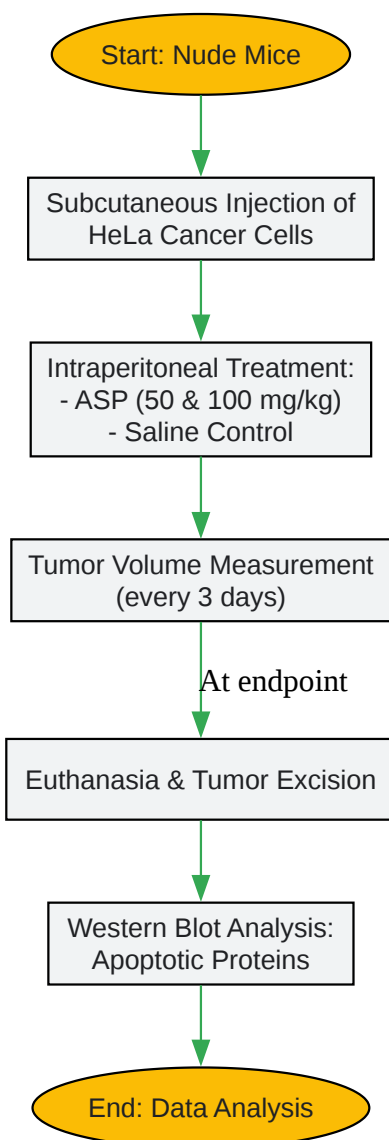 Start: Nude Mice
Subcutaneous Injection of
HeLa Cancer Cells
Intraperitoneal Treatment:
- ASP (50 & 100 mg/kg)
- Saline Control
Tumor Volume Measurement
(every 3 days)
At endpoint
Euthanasia & Tumor Excision
Western Blot Analysis:
Apoptotic Proteins
End: Data Analysis